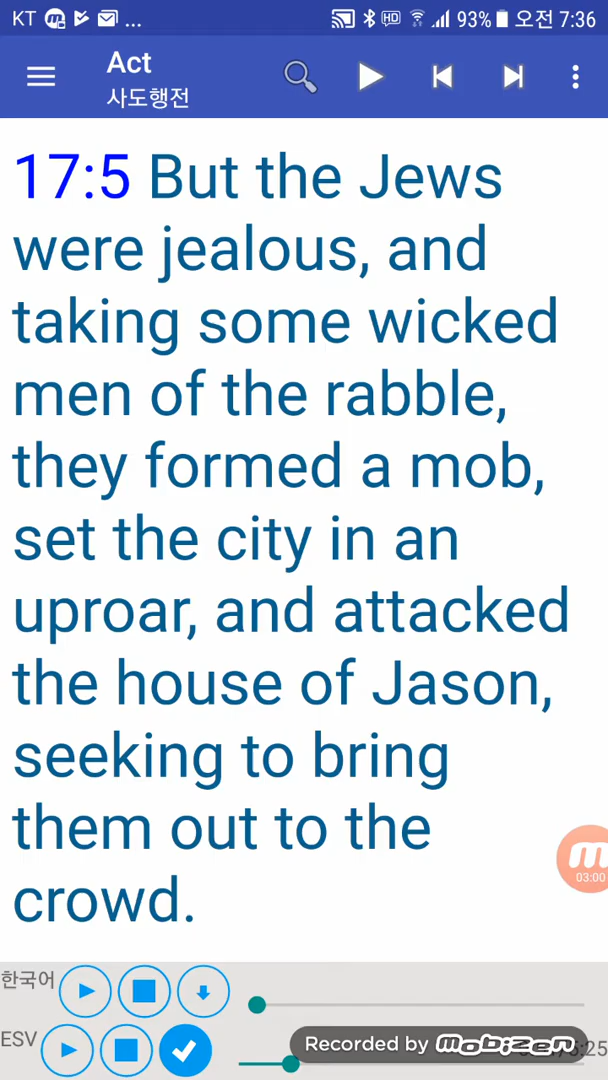 KT ... HD 93% 오전 7:36
Act
사도행전
17:5 But the Jews
were jealous, and
taking some wicked
men of the rabble,
they formed a mob,
set the city in an
uproar, and attacked
the house of Jason,
seeking to bring
them out to the
crowd.
03:00
한국어
ESV
Recorded by mobizen
:25